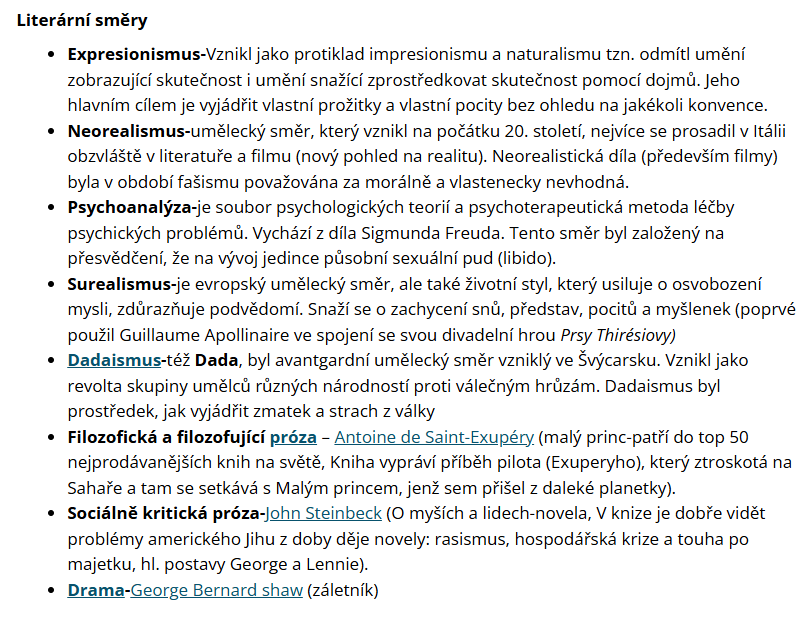 Literární směry
• Expresionismus-Vznikl jako protiklad impresionismu a naturalismu tzn. odmítl umění
zobrazující skutečnost i umění snažící zprostředkovat skutečnost pomocí dojmů. Jeho
hlavním cílem je vyjádřit vlastní prožitky a vlastní pocity bez ohledu na jakékoli konvence.
• Neorealismus-umělecký směr, který vznikl na počátku 20. století, nejvíce se prosadil v Itálii
obzvláště v literatuře a filmu (nový pohled na realitu). Neorealistická díla (především filmy)
byla v období fašismu považována za morálně a vlastenecky nevhodná.
• Psychoanalýza-je soubor psychologických teorií a psychoterapeutická metoda léčby
psychických problémů. Vychází z díla Sigmunda Freuda. Tento směr byl založený na
přesvědčení, že na vývoj jedince působní sexuální pud (libido).
• Surealismus-je evropský umělecký směr, ale také životní styl, který usiluje o osvobození
mysli, zdůrazňuje podvědomí. Snaží se o zachycení snů, představ, pocitů a myšlenek (poprvé
použil Guillaume Apollinaire ve spojení se svou divadelní hrou Prsy Thirésiovy)
• Dadaismus-též Dada, byl avantgardní umělecký směr vzniklý ve Švýcarsku. Vznikl jako
revolta skupiny umělců různých národností proti válečným hrůzám. Dadaismus byl
prostředek, jak vyjádřit zmatek a strach z války
• Filozofická a filozofující próza – Antoine de Saint-Exupéry (malý princ-patří do top 50
nejprodávanějších knih na světě, Kniha vypráví příběh pilota (Exuperyho), který ztroskotá na
Sahaře a tam se setkává s Malým princem, jenž sem přišel z daleké planetky).
• Sociálně kritická próza-John Steinbeck (O myších a lidech-novela, V knize je dobře vidět
problémy amerického Jihu z doby děje novely: rasismus, hospodářská krize a touha po
majetku, hl. postavy George a Lennie).
• Drama-George Bernard shaw (záletník)